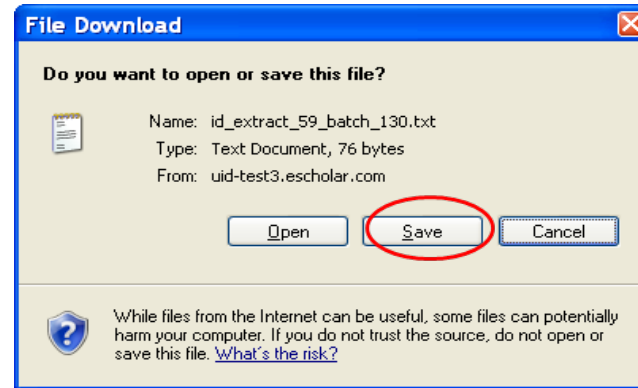 File Download
Do you want to open or save this file?
Name: id_extract_59_batch_130.txt
Type: Text Document, 76 bytes
From: uid-test3.escholar.com
Open Save Cancel
While files from the Internet can be useful, some files can potentially
harm your computer. If you do not trust the source, do not open or
save this file. What's the risk?